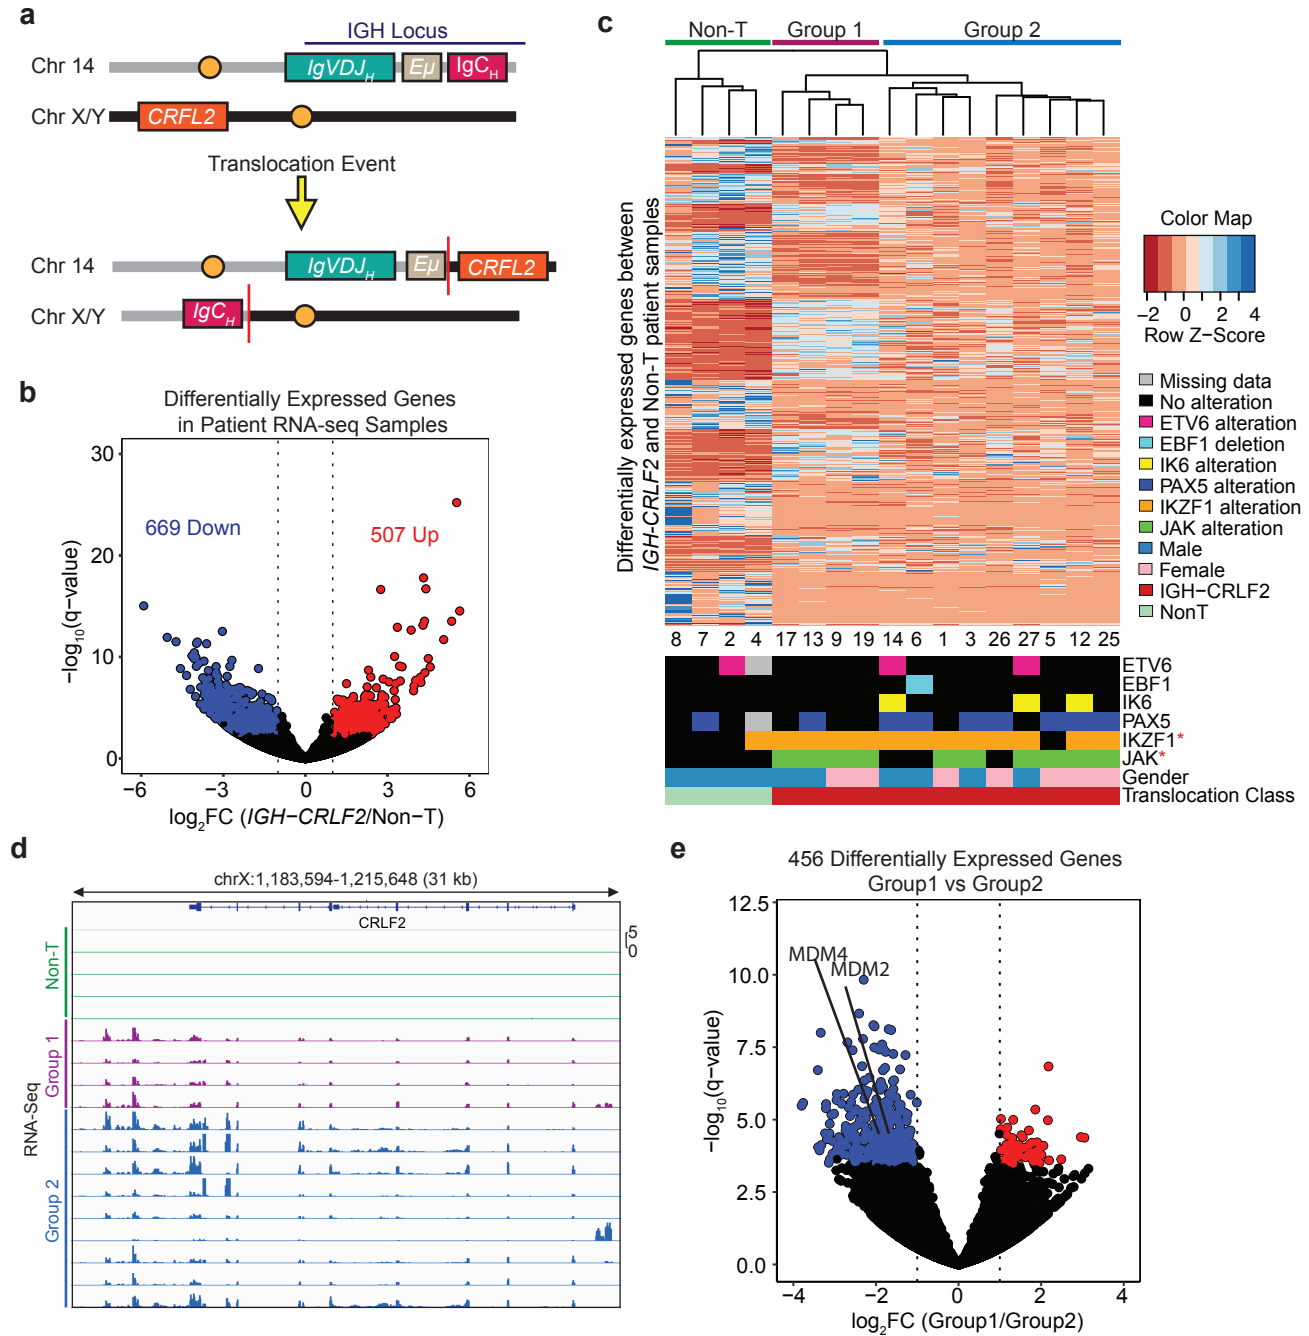 a
IGH Locus
Chr 14
IgVDJH
Eμ
IgCH
Chr X/Y
CRFL2
Translocation Event
Chr 14
IgVDJH
Eμ
CRFL2
Chr X/Y
IgCH
b
Differentially Expressed Genes
in Patient RNA-seq Samples
30
20
10
0
−log10(q−value)
669 Down
507 Up
−6
−3
0
3
6
log2FC (IGH−CRLF2/Non−T)
c
Non-T
Group 1
Group 2
Differentially expressed genes between
IGH-CRLF2 and Non-T patient samples
Color Map
−2 0 2 4
Row Z−Score
Missing data
No alteration
ETV6 alteration
EBF1 deletion
IK6 alteration
PAX5 alteration
IKZF1 alteration
JAK alteration
Male
Female
IGH−CRLF2
NonT
8 7 2 4 17 13 9 19 14 6 1 3 26 27 5 12 25
ETV6
EBF1
IK6
PAX5
IKZF1*
JAK*
Gender
Translocation Class
d
chrX:1,183,594-1,215,648 (31 kb)
CRLF2
5
0
Non-T
Group 1
Group 2
RNA-Seq
e
456 Differentially Expressed Genes
Group1 vs Group2
12.5
10.0
7.5
5.0
2.5
0.0
−log10(q−value)
MDM4
MDM2
−4
−2
0
2
4
log2FC (Group1/Group2)